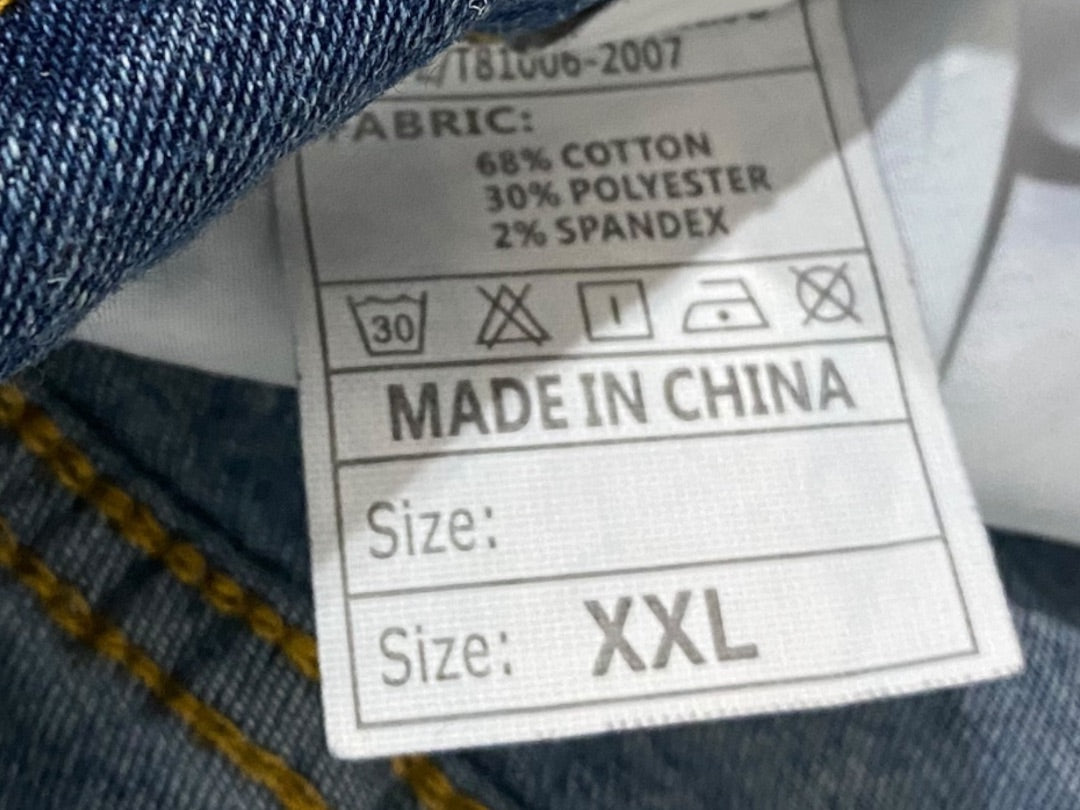 /T81006-2007
FABRIC:
68% COTTON
30% POLYESTER
2% SPANDEX
30
MADE IN CHINA
Size:
Size: XXL